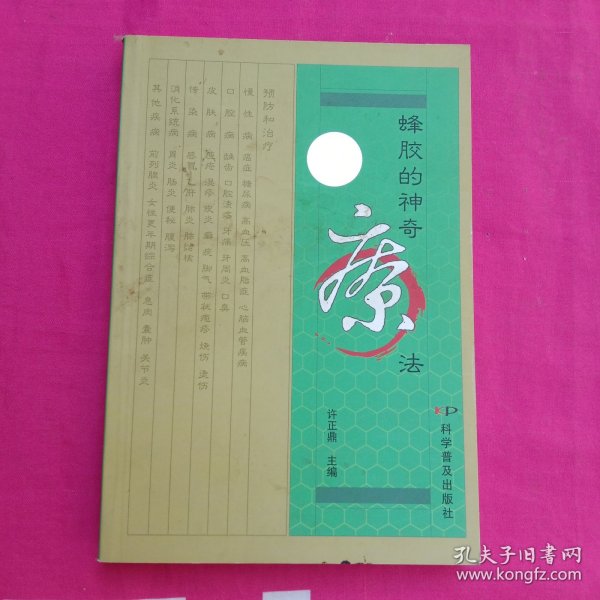 蜂胶的神奇
療
法
许正鼎 主编
KP
科学普及出版社
预防和治疗
慢性病 癌症 糖尿病 高血压 高血脂症 心脑血管疾病
口腔病 龋齿 口腔溃疡 牙痛 牙周炎 口臭
皮肤病 湿疹 皮炎 癣 疣 脚气 带状疱疹 烧伤 烫伤
传染病 感冒 乙肝 肺炎 肺结核
消化系统病 胃炎 肠炎 便秘 腹泻
其他疾病 前列腺炎 女性更年期综合症 息肉 囊肿 关节炎
孔夫子旧书网
www.kongfz.com